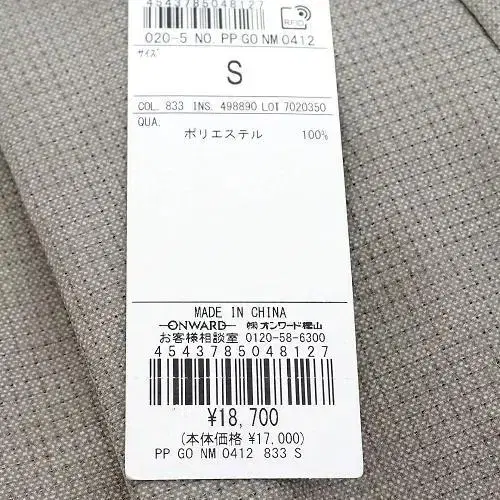 4543785048127
RFID
020-5 NO. PP GO NM 0412
サイズ
S
COL. 833 INS. 498890 LOT 7020350
QUA.
ポリエステル 100%
MADE IN CHINA
ONWARD ㈱オンワード樫山
お客様相談室 0120-58-6300
4543785048127
¥18,700
(本体価格 ¥17,000)
PP GO NM 0412 833 S